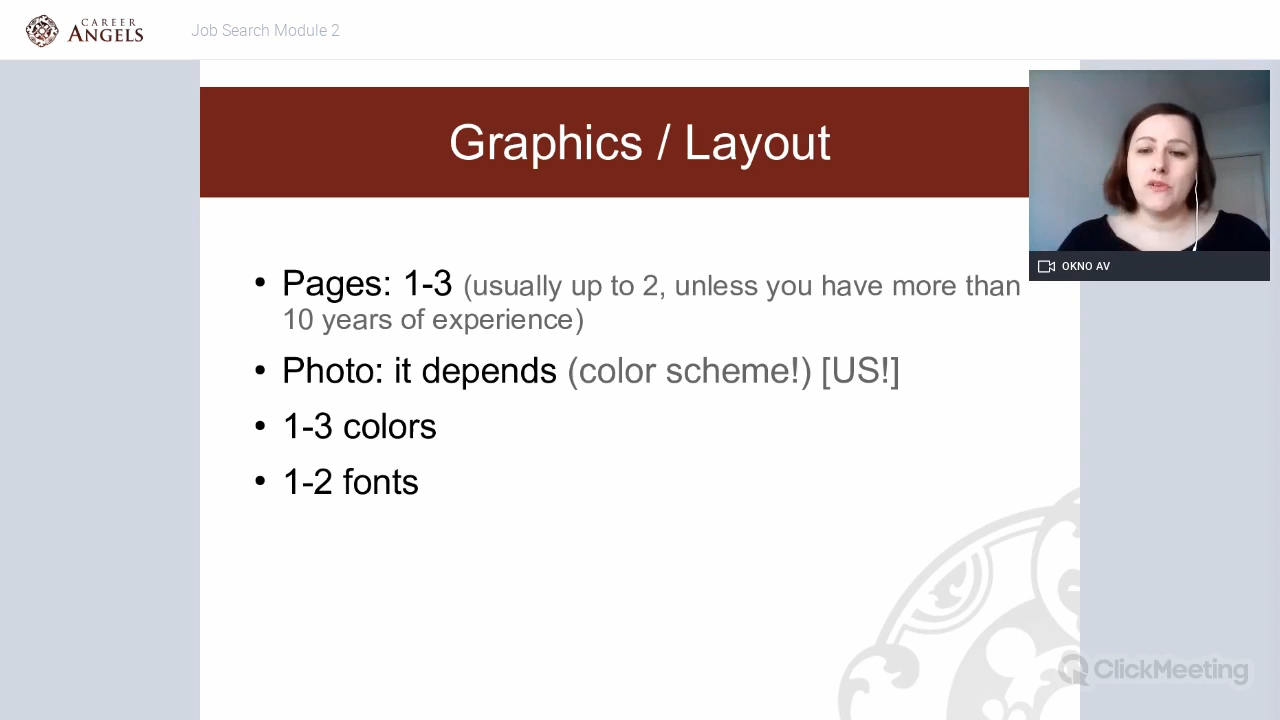 CAREER
ANGELS
Job Search Module 2
Graphics / Layout
OKNO AV
• Pages: 1-3 (usually up to 2, unless you have more than
10 years of experience)
• Photo: it depends (color scheme!) [US!]
• 1-3 colors
• 1-2 fonts
ClickMeeting